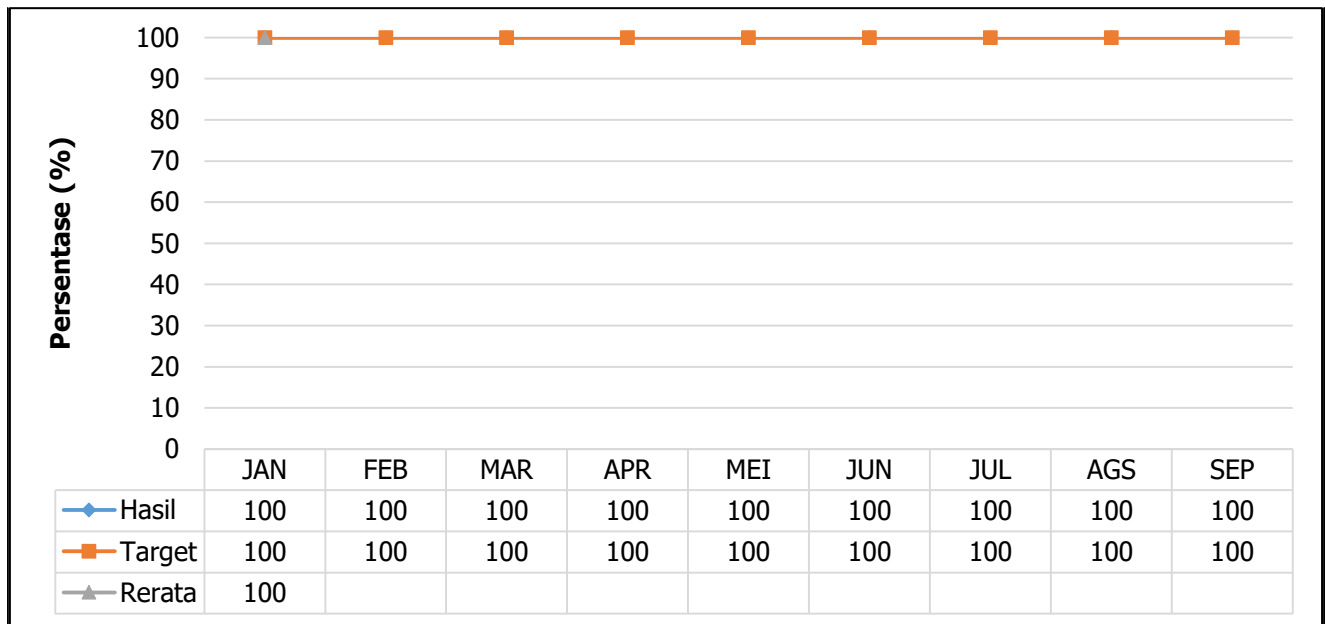 Persentase (%)
100
90
80
70
60
50
40
30
20
10
0
JAN FEB MAR APR MEI JUN JUL AGS SEP
Hasil 100 100 100 100 100 100 100 100 100
Target 100 100 100 100 100 100 100 100 100
Rerata 100